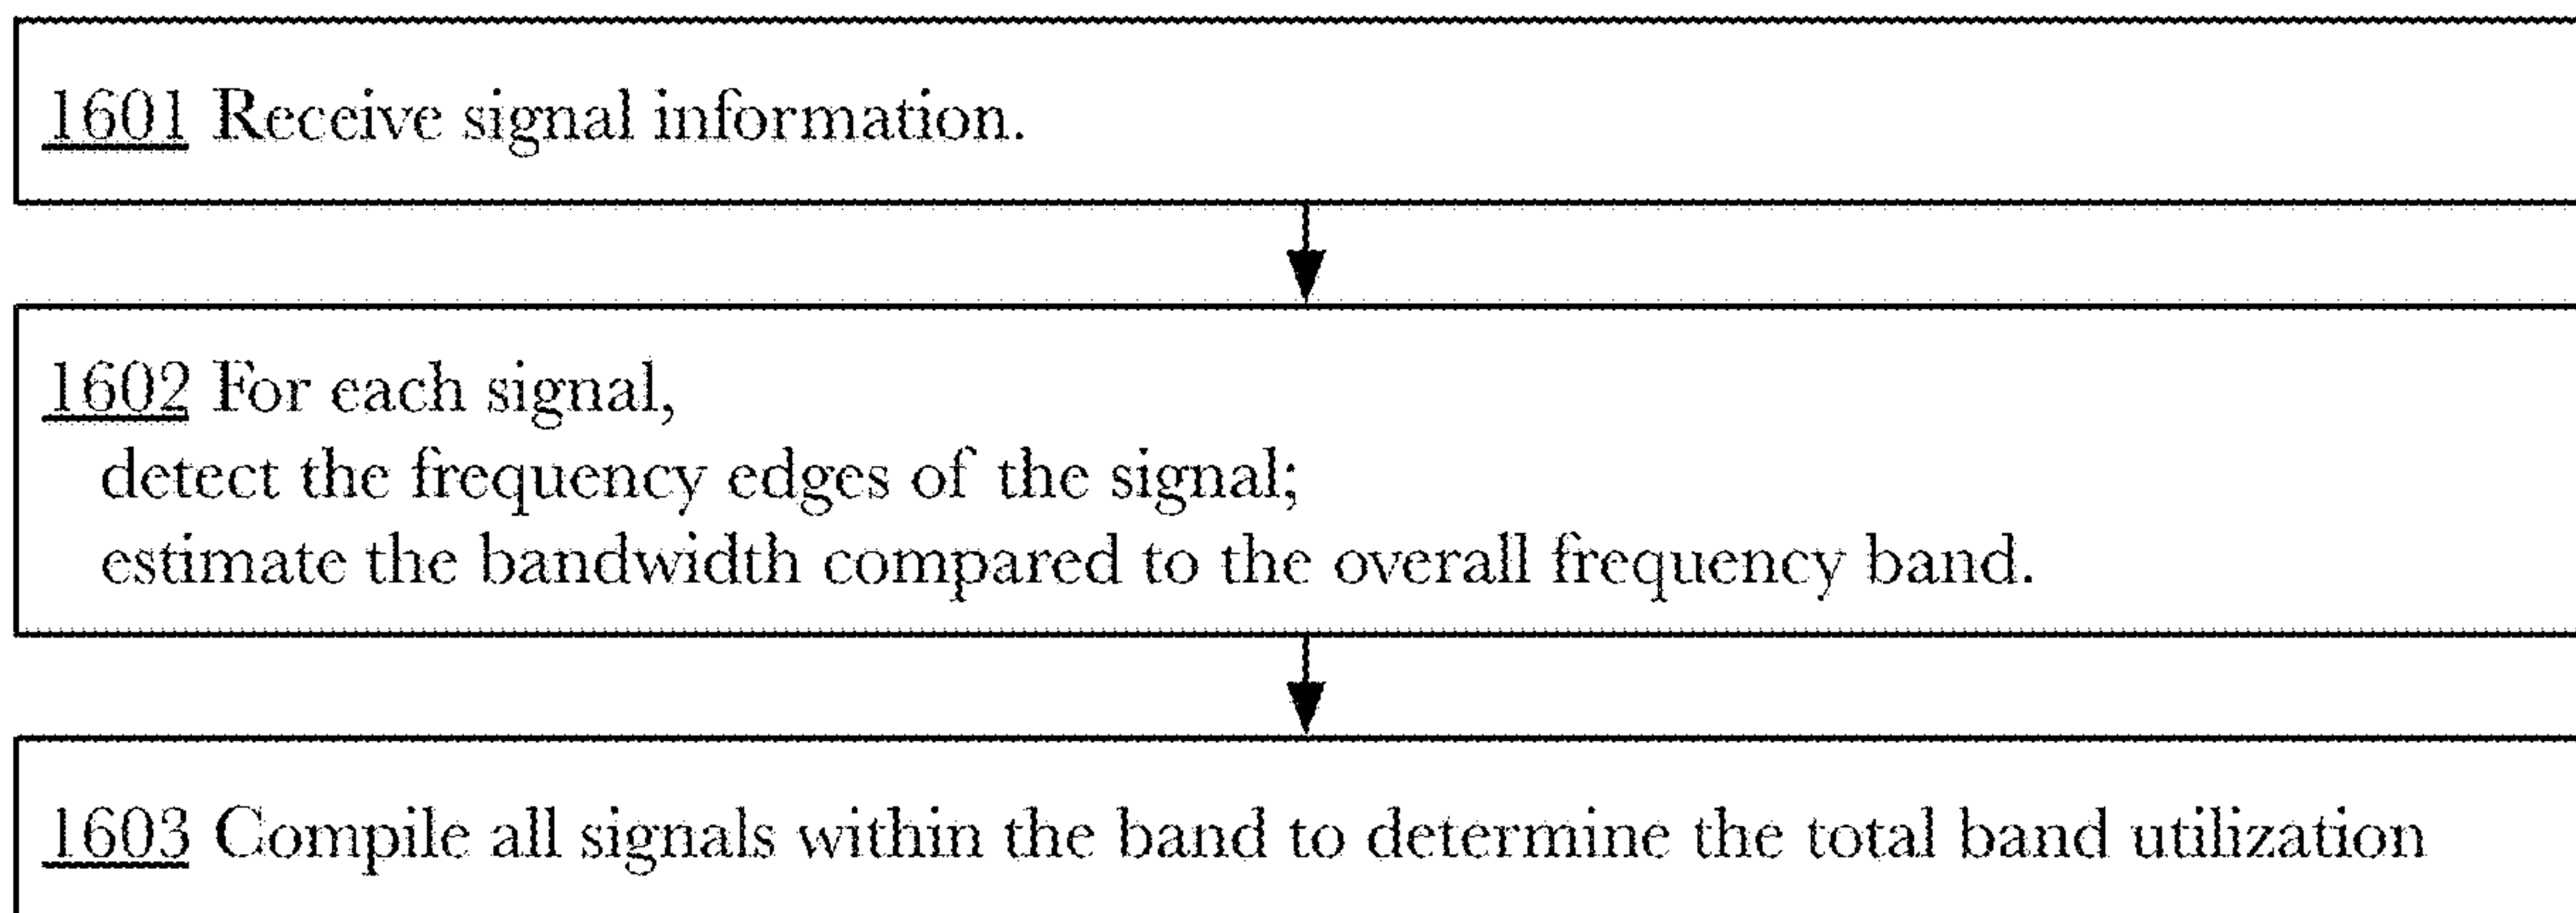 1601 Receive signal information.
1602 For each signal,
detect the frequency edges of the signal;
estimate the bandwidth compared to the overall frequency band.
1603 Compile all signals within the band to determine the total band utilization